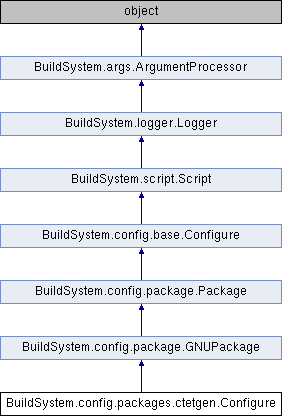 object
BuildSystem.args.ArgumentProcessor
BuildSystem.logger.Logger
BuildSystem.script.Script
BuildSystem.config.base.Configure
BuildSystem.config.package.Package
BuildSystem.config.package.GNUPackage
BuildSystem.config.packages.ctetgen.Configure